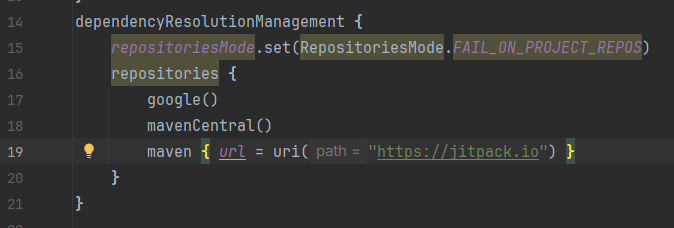 14 dependencyResolutionManagement {
15 repositoriesMode.set(RepositoriesMode.FAIL_ON_PROJECT_REPOS)
16 repositories {
17 google()
18 mavenCentral()
19 maven { url = uri( path = "https://jitpack.io") }
20 }
21 }